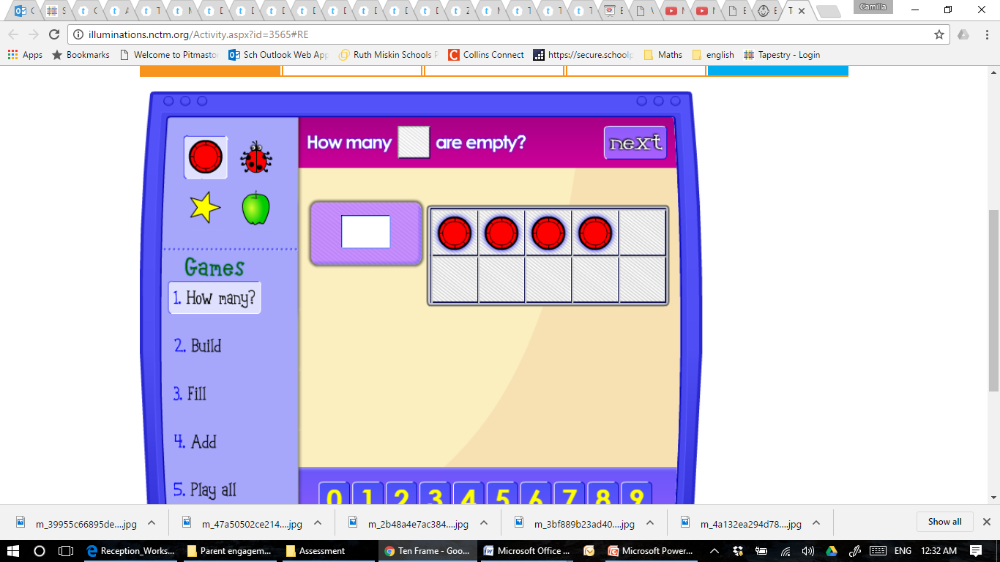 Camilla
illuminations.nctm.org/Activity.aspx?id=3565#RE
Apps Bookmarks Welcome to Pitmasto Sch Outlook Web App Ruth Miskin Schools Collins Connect https://secure.schoolp Maths english Tapestry - Login
How many are empty?
next
Games
1. How many?
2. Build
3. Fill
4. Add
5. Play all
0 1 2 3 4 5 6 7 8 9
m_39955c66895de....jpg m_47a50502ce214....jpg m_2b48a4e7ac384....jpg m_3bf889b23ad40....jpg m_4a132ea294d78....jpg Show all
Reception_Works... Parent engagem... Assessment Ten Frame - Goo... Microsoft Office ... Microsoft Power... ENG 12:32 AM